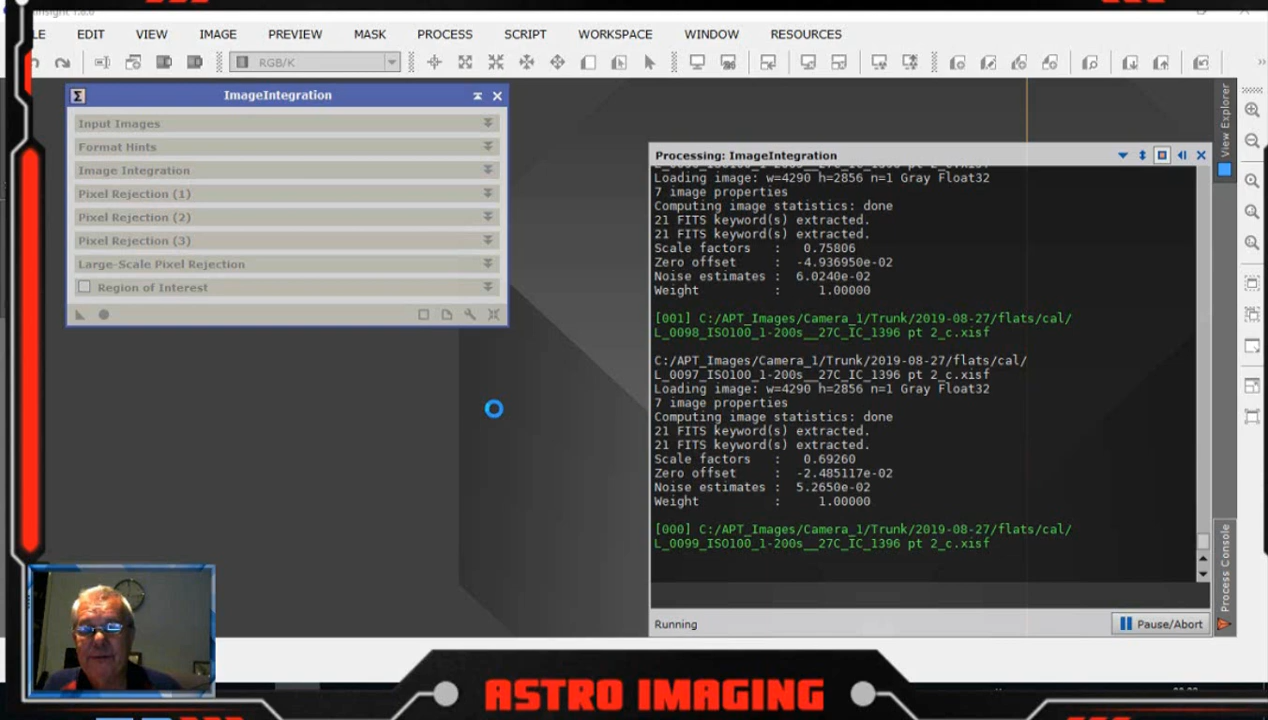 EDIT VIEW IMAGE PREVIEW MASK PROCESS SCRIPT WORKSPACE WINDOW RESOURCES
RGB/K
ImageIntegration
Input Images
Format Hints
Image Integration
Pixel Rejection (1)
Pixel Rejection (2)
Pixel Rejection (3)
Large-Scale Pixel Rejection
Region of Interest
Processing: ImageIntegration
Loading image: w=4290 h=2856 n=1 Gray Float32
7 image properties
Computing image statistics: done
21 FITS keyword(s) extracted.
21 FITS keyword(s) extracted.
Scale factors : 0.75806
Zero offset : -4.936950e-02
Noise estimates : 6.0240e-02
Weight : 1.00000
[001] C:/APT_Images/Camera_1/Trunk/2019-08-27/flats/cal/
L_0098_ISO100_1-200s__27C_IC_1396 pt 2_c.xisf
C:/APT_Images/Camera_1/Trunk/2019-08-27/flats/cal/
L_0097_ISO100_1-200s__27C_IC_1396 pt 2_c.xisf
Loading image: w=4290 h=2856 n=1 Gray Float32
7 image properties
Computing image statistics: done
21 FITS keyword(s) extracted.
21 FITS keyword(s) extracted.
Scale factors : 0.69260
Zero offset : -2.485117e-02
Noise estimates : 5.2650e-02
Weight : 1.00000
[000] C:/APT_Images/Camera_1/Trunk/2019-08-27/flats/cal/
L_0099_ISO100_1-200s__27C_IC_1396 pt 2_c.xisf
Running
Pause/Abort
View Explorer
Process Console
ASTRO IMAGING